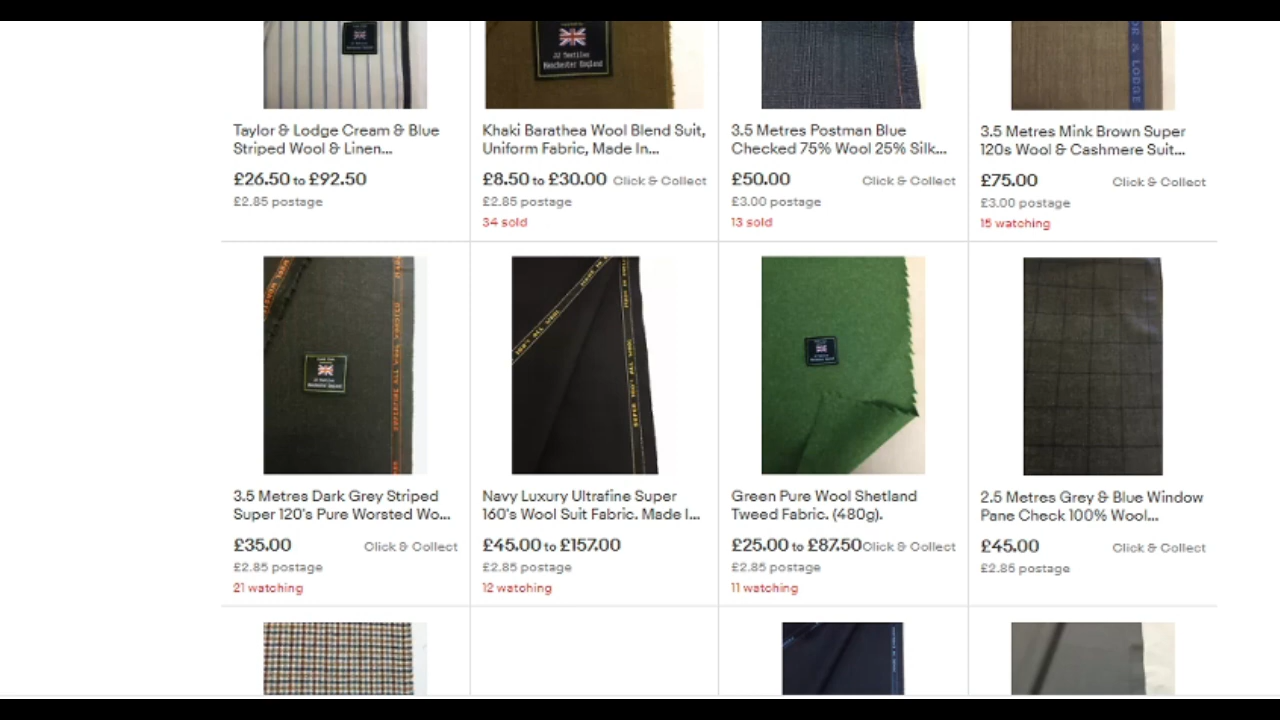 JJ Textiles
Manchester England
Taylor & Lodge Cream & Blue
Striped Wool & Linen...
£26.50 to £92.50
£2.85 postage
Khaki Barathea Wool Blend Suit,
Uniform Fabric, Made In...
£8.50 to £30.00 Click & Collect
£2.85 postage
34 sold
3.5 Metres Postman Blue
Checked 75% Wool 25% Silk...
£50.00 Click & Collect
£3.00 postage
13 sold
3.5 Metres Mink Brown Super
120s Wool & Cashmere Suit...
£75.00 Click & Collect
£3.00 postage
15 watching
3.5 Metres Dark Grey Striped
Super 120's Pure Worsted Wo...
£35.00 Click & Collect
£2.85 postage
21 watching
Navy Luxury Ultrafine Super
160's Wool Suit Fabric. Made I...
£45.00 to £157.00
£2.85 postage
12 watching
Green Pure Wool Shetland
Tweed Fabric. (480g).
£25.00 to £87.50 Click & Collect
£2.85 postage
11 watching
2.5 Metres Grey & Blue Window
Pane Check 100% Wool...
£45.00 Click & Collect
£2.85 postage